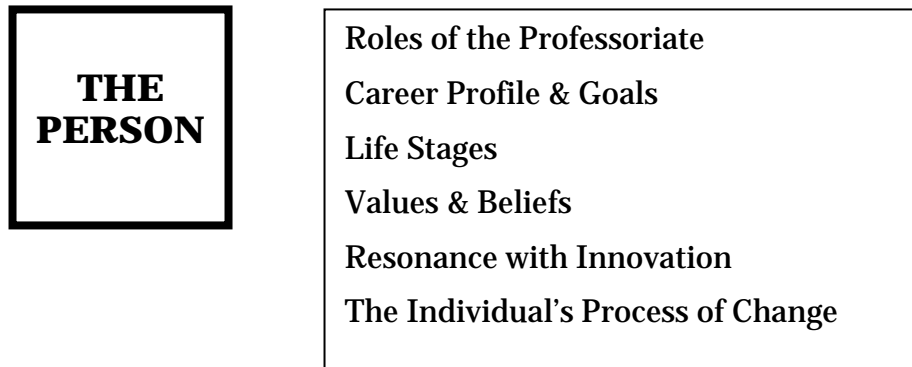 THE
PERSON
Roles of the Professoriate
Career Profile & Goals
Life Stages
Values & Beliefs
Resonance with Innovation
The Individual’s Process of Change